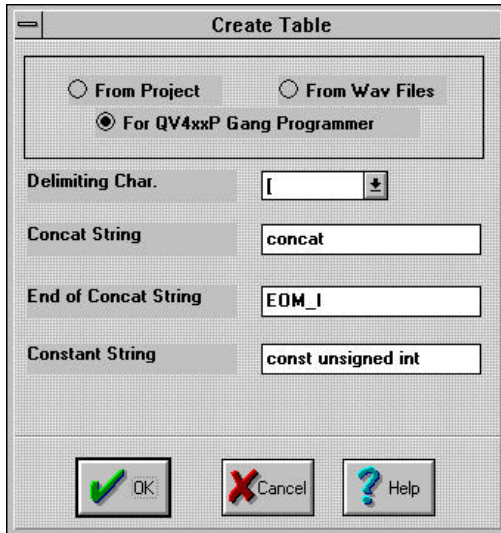 Create Table
From Project From Wav Files
For QV4xxP Gang Programmer
Delimiting Char. [
Concat String concat
End of Concat String EOM_I
Constant String const unsigned int
OK Cancel Help